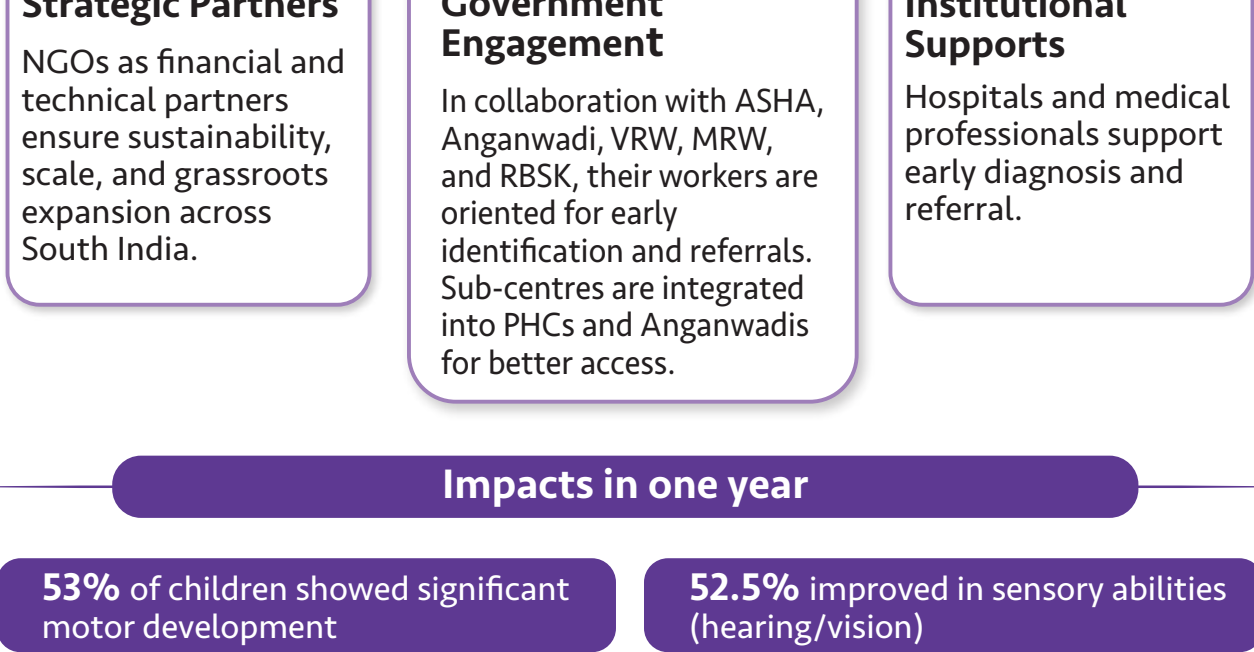 Strategic Partners
NGOs as financial and
technical partners
ensure sustainability,
scale, and grassroots
expansion across
South India.
Government
Engagement
In collaboration with ASHA,
Anganwadi, VRW, MRW,
and RBSK, their workers are
oriented for early
identification and referrals.
Sub-centres are integrated
into PHCs and Anganwadis
for better access.
Institutional
Supports
Hospitals and medical
professionals support
early diagnosis and
referral.
Impacts in one year
53% of children showed significant
motor development
52.5% improved in sensory abilities
(hearing/vision)